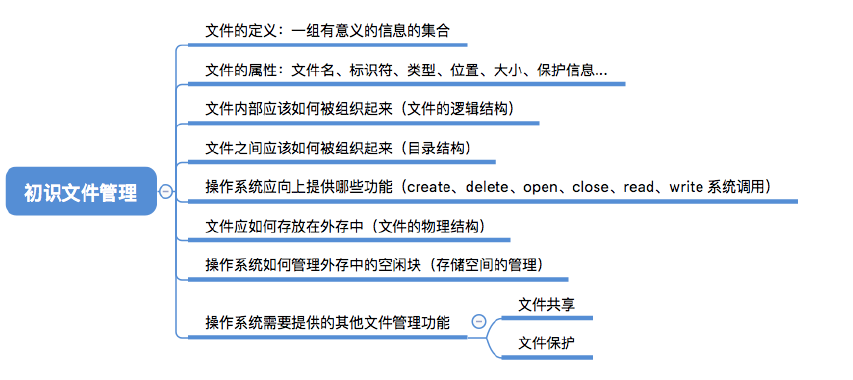 文件的定义：一组有意义的信息的集合
文件的属性：文件名、标识符、类型、位置、大小、保护信息...
文件内部应该如何被组织起来（文件的逻辑结构）
文件之间应该如何被组织起来（目录结构）
初识文件管理
操作系统应向上提供哪些功能（create、delete、open、close、read、write 系统调用）
文件应如何存放在外存中（文件的物理结构）
操作系统如何管理外存中的空闲块（存储空间的管理）
操作系统需要提供的其他文件管理功能
文件共享
文件保护